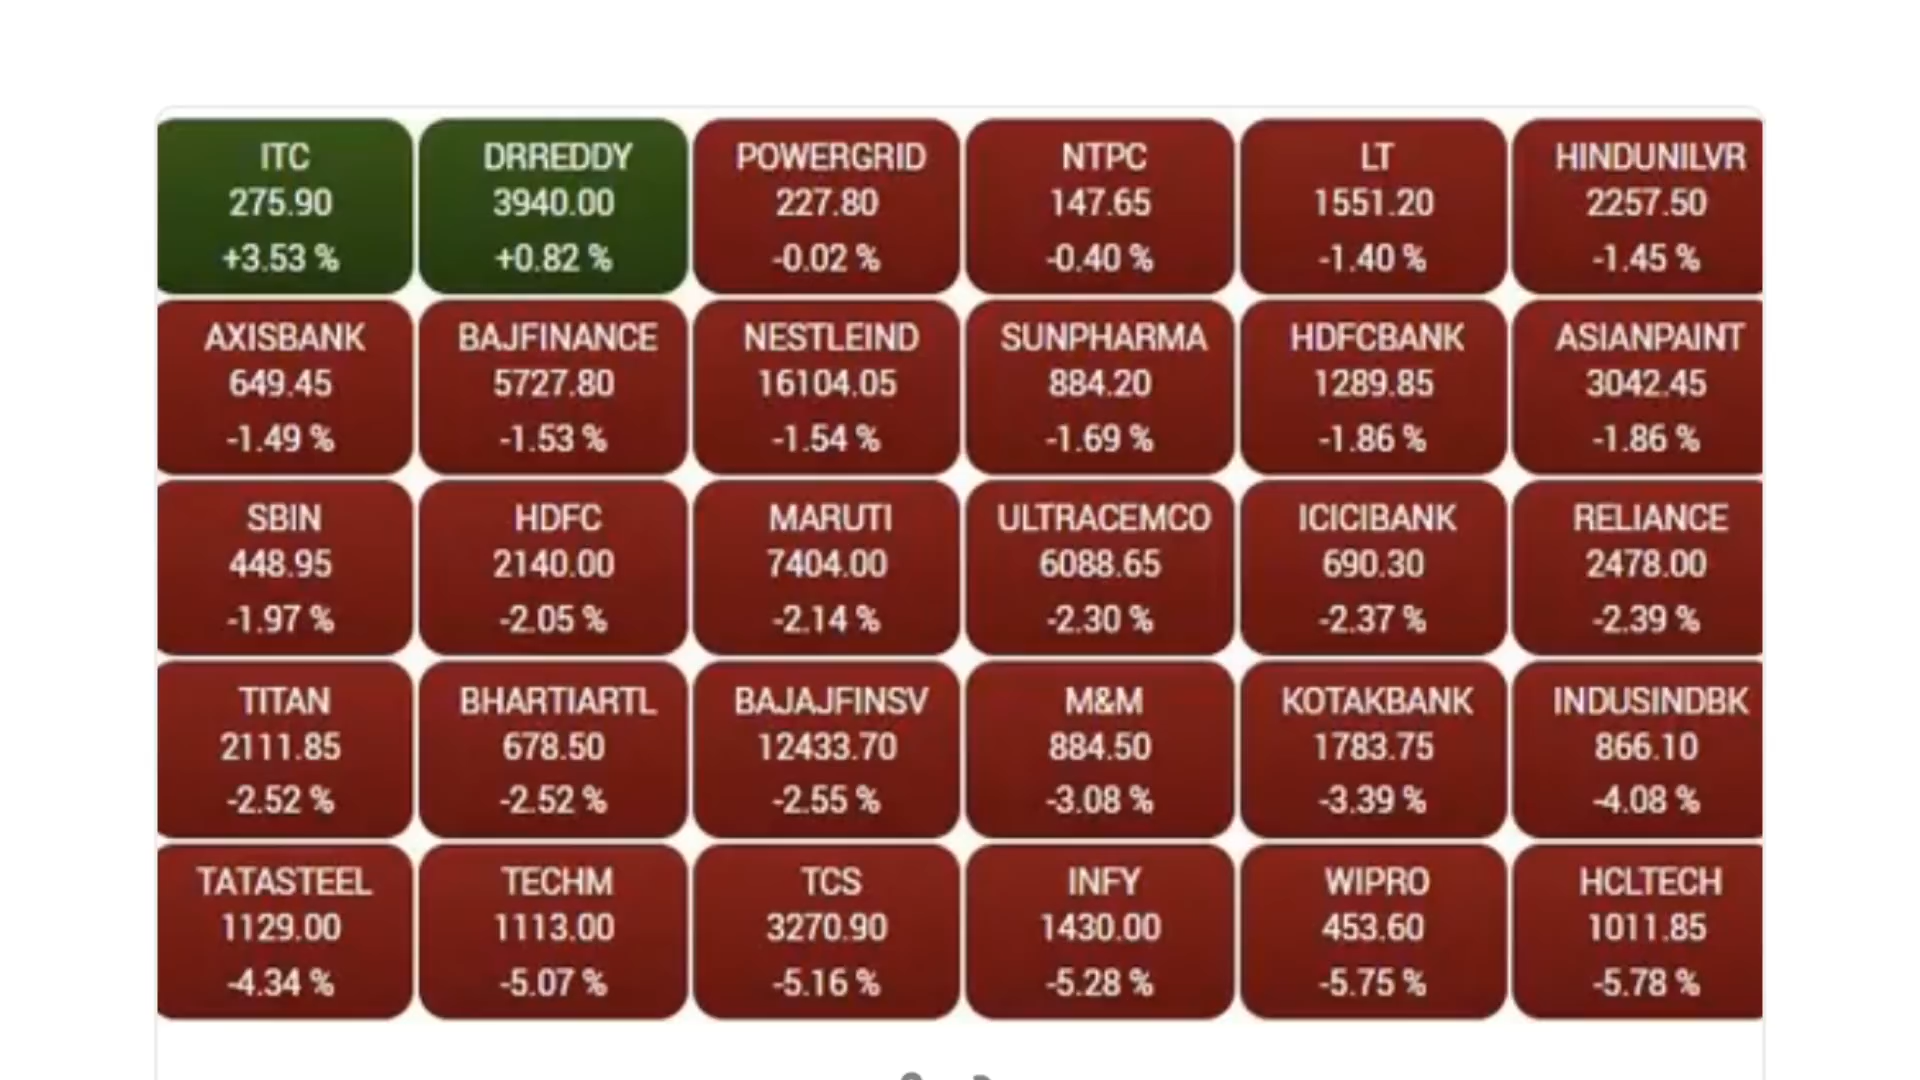 ITC
275.90
+3.53 %
DRREDDY
3940.00
+0.82 %
POWERGRID
227.80
-0.02 %
NTPC
147.65
-0.40 %
LT
1551.20
-1.40 %
HINDUNILVR
2257.50
-1.45 %
AXISBANK
649.45
-1.49 %
BAJFINANCE
5727.80
-1.53 %
NESTLEIND
16104.05
-1.54 %
SUNPHARMA
884.20
-1.69 %
HDFCBANK
1289.85
-1.86 %
ASIANPAINT
3042.45
-1.86 %
SBIN
448.95
-1.97 %
HDFC
2140.00
-2.05 %
MARUTI
7404.00
-2.14 %
ULTRACEMCO
6088.65
-2.30 %
ICICIBANK
690.30
-2.37 %
RELIANCE
2478.00
-2.39 %
TITAN
2111.85
-2.52 %
BHARTIARTL
678.50
-2.52 %
BAJAJFINSV
12433.70
-2.55 %
M&M
884.50
-3.08 %
KOTAKBANK
1783.75
-3.39 %
INDUSINDBK
866.10
-4.08 %
TATASTEEL
1129.00
-4.34 %
TECHM
1113.00
-5.07 %
TCS
3270.90
-5.16 %
INFY
1430.00
-5.28 %
WIPRO
453.60
-5.75 %
HCLTECH
1011.85
-5.78 %